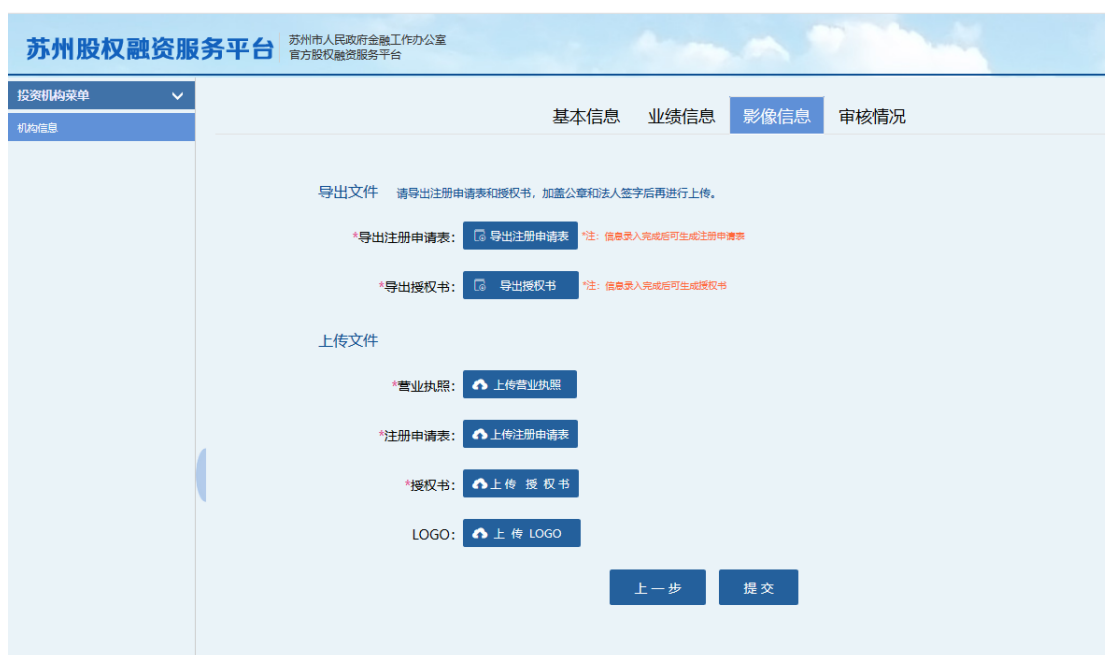 苏州股权融资服务平台
苏州市人民政府金融工作办公室
官方股权融资服务平台
投资机构菜单
机构信息
基本信息 业绩信息 影像信息 审核情况
导出文件 请导出注册申请表和授权书，加盖公章和法人签字后再进行上传。
*导出注册申请表： 导出注册申请表 *注：信息录入完成后可生成注册申请表
*导出授权书： 导出授权书 *注：信息录入完成后可生成授权书
上传文件
*营业执照： 上传营业执照
*注册申请表： 上传注册申请表
*授权书： 上传 授权书
LOGO： 上传 LOGO
上一步 提交